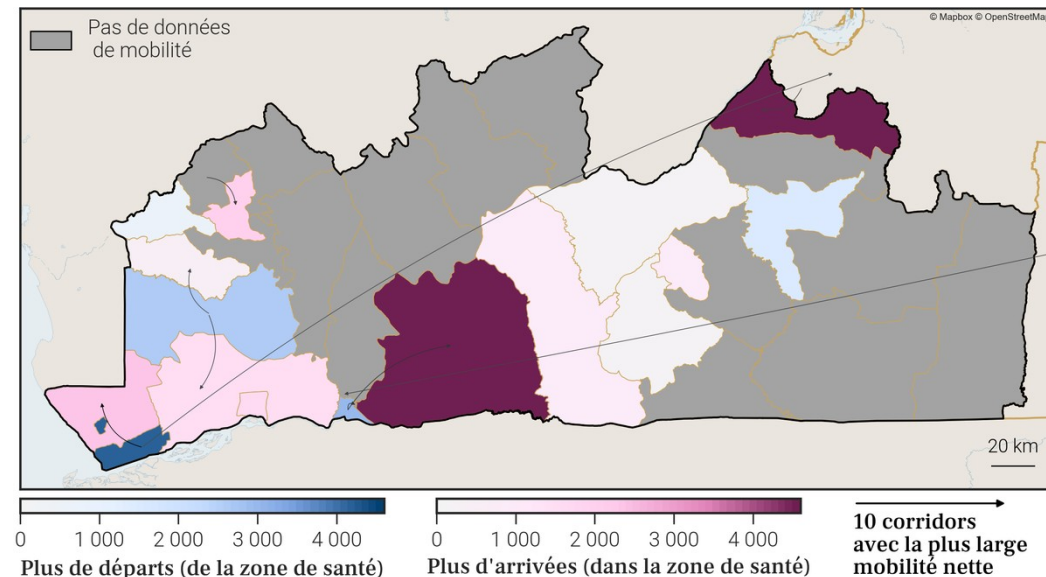 © Mapbox © OpenStreetMap
Pas de données
de mobilité
20 km
0 1 000 2 000 3 000 4 000
Plus de départs (de la zone de santé)
0 1 000 2 000 3 000 4 000
Plus d'arrivées (dans la zone de santé)
10 corridors
avec la plus large
mobilité nette